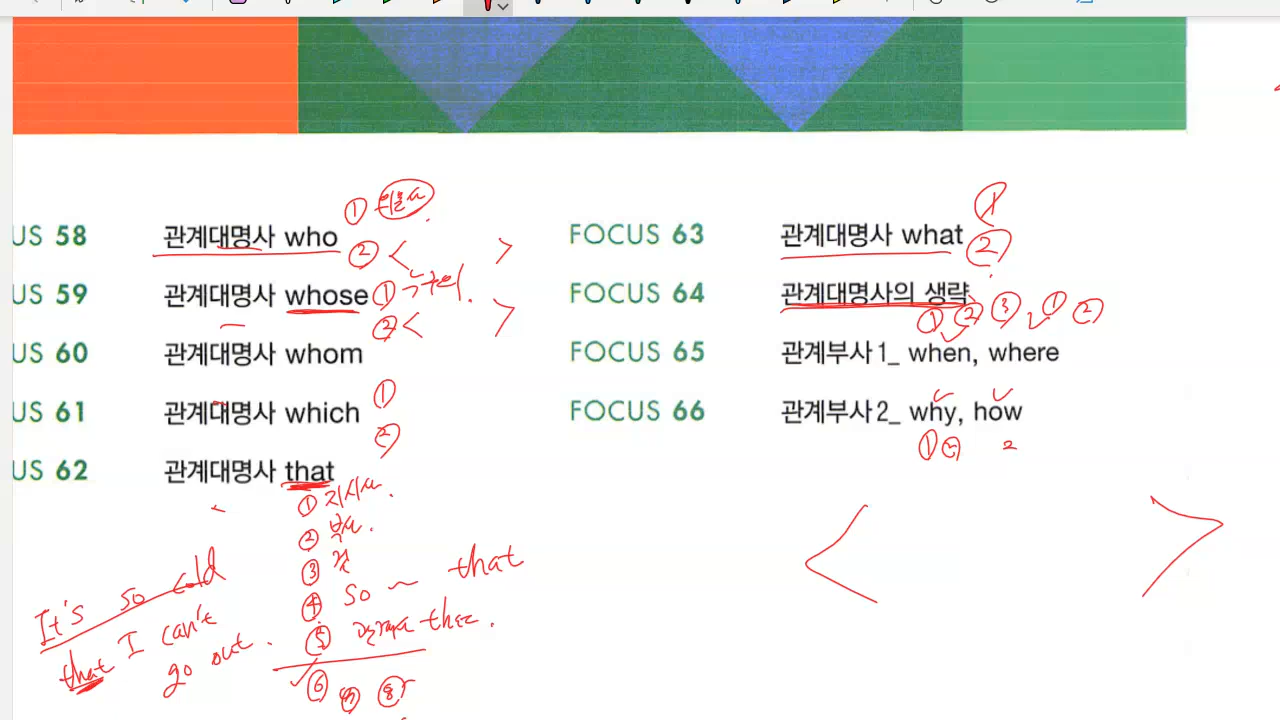 US 58 관계대명사 who ① 의문사
② < >
US 59 관계대명사 whose ①
② < >
US 60 관계대명사 whom
US 61 관계대명사 which ①
②
US 62 관계대명사 that
① 지시사.
② 부사.
③ 것
④ so ~ that
⑤ that.
⑥ ⑦ ⑧
It's so cold
that I can't
go out.
FOCUS 63 관계대명사 what ①
②
FOCUS 64 관계대명사의 생략
① ② ③ ① ②
FOCUS 65 관계부사 1_ when, where
FOCUS 66 관계부사 2_ why, how
① ② 2
< >